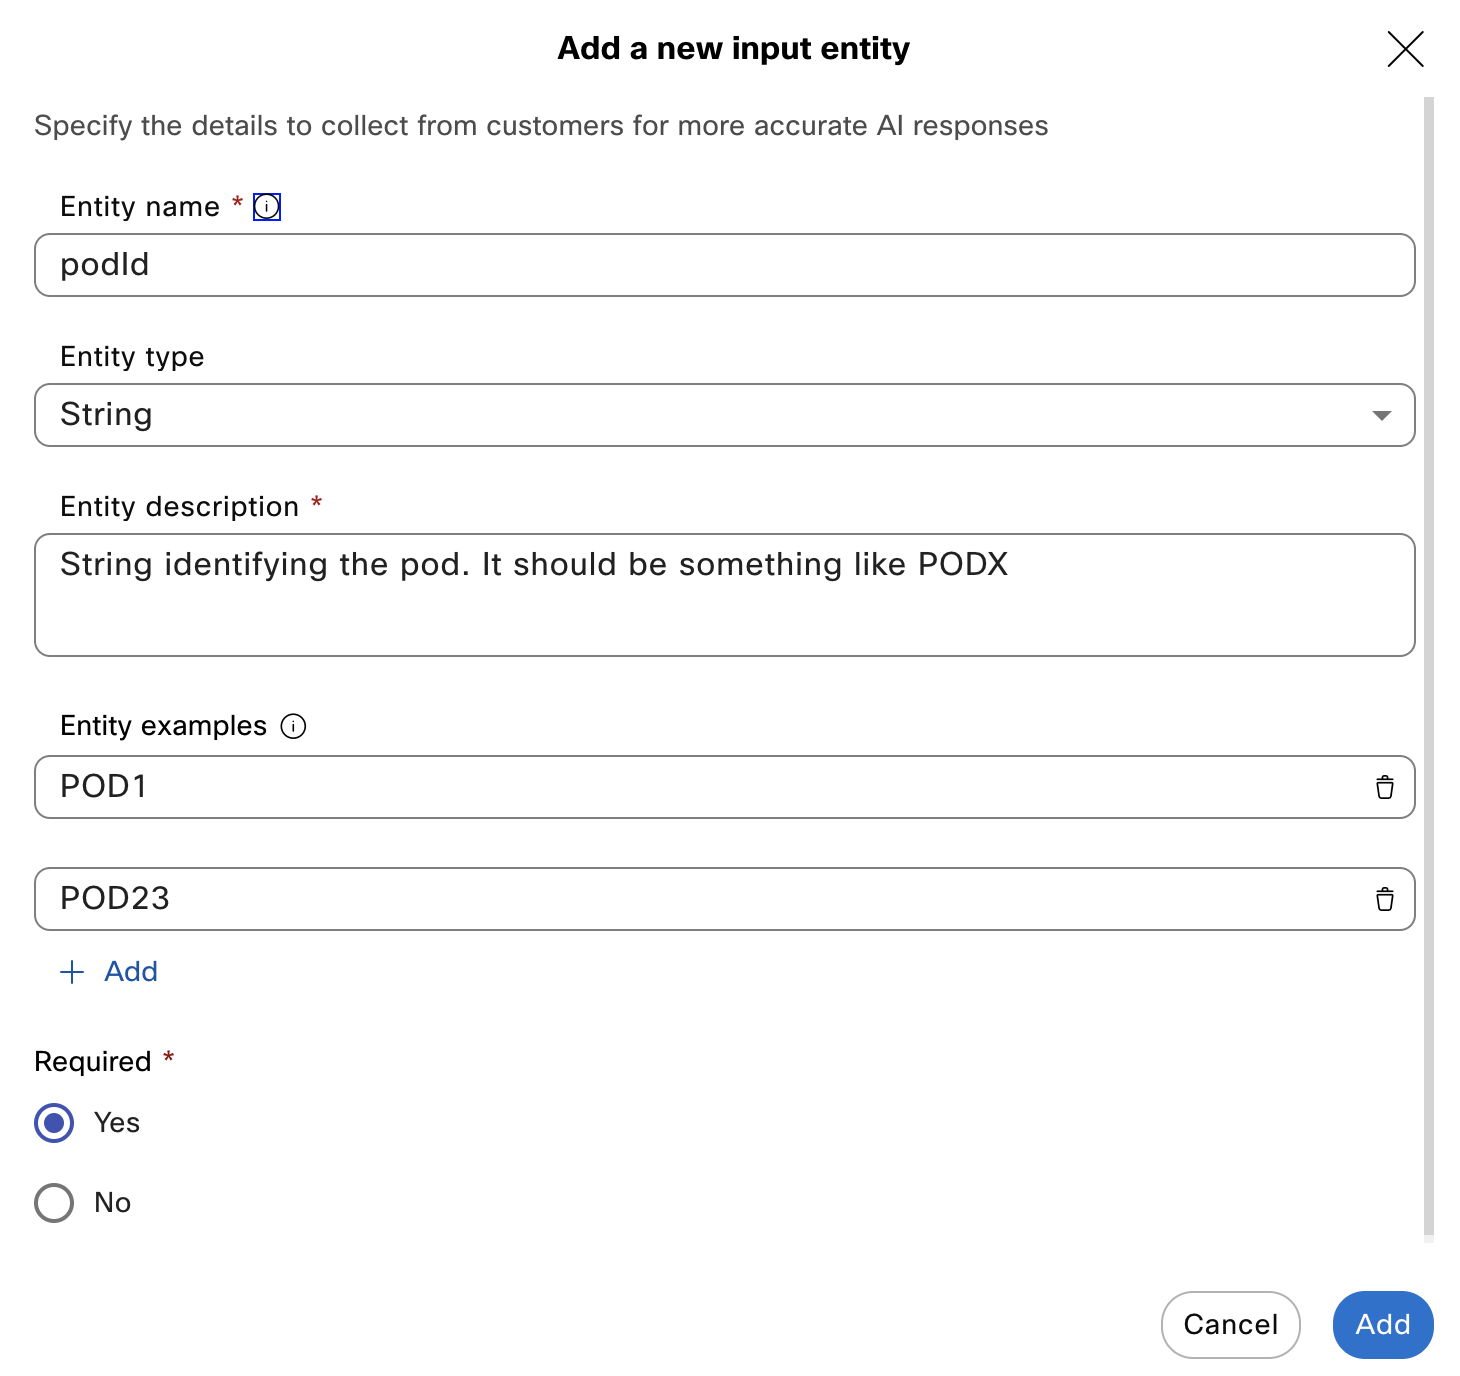 Add a new input entity
Specify the details to collect from customers for more accurate AI responses
Entity name *
podId
Entity type
String
Entity description *
String identifying the pod. It should be something like PODX
Entity examples
POD1
POD23
+ Add
Required *
Yes
No
Cancel
Add